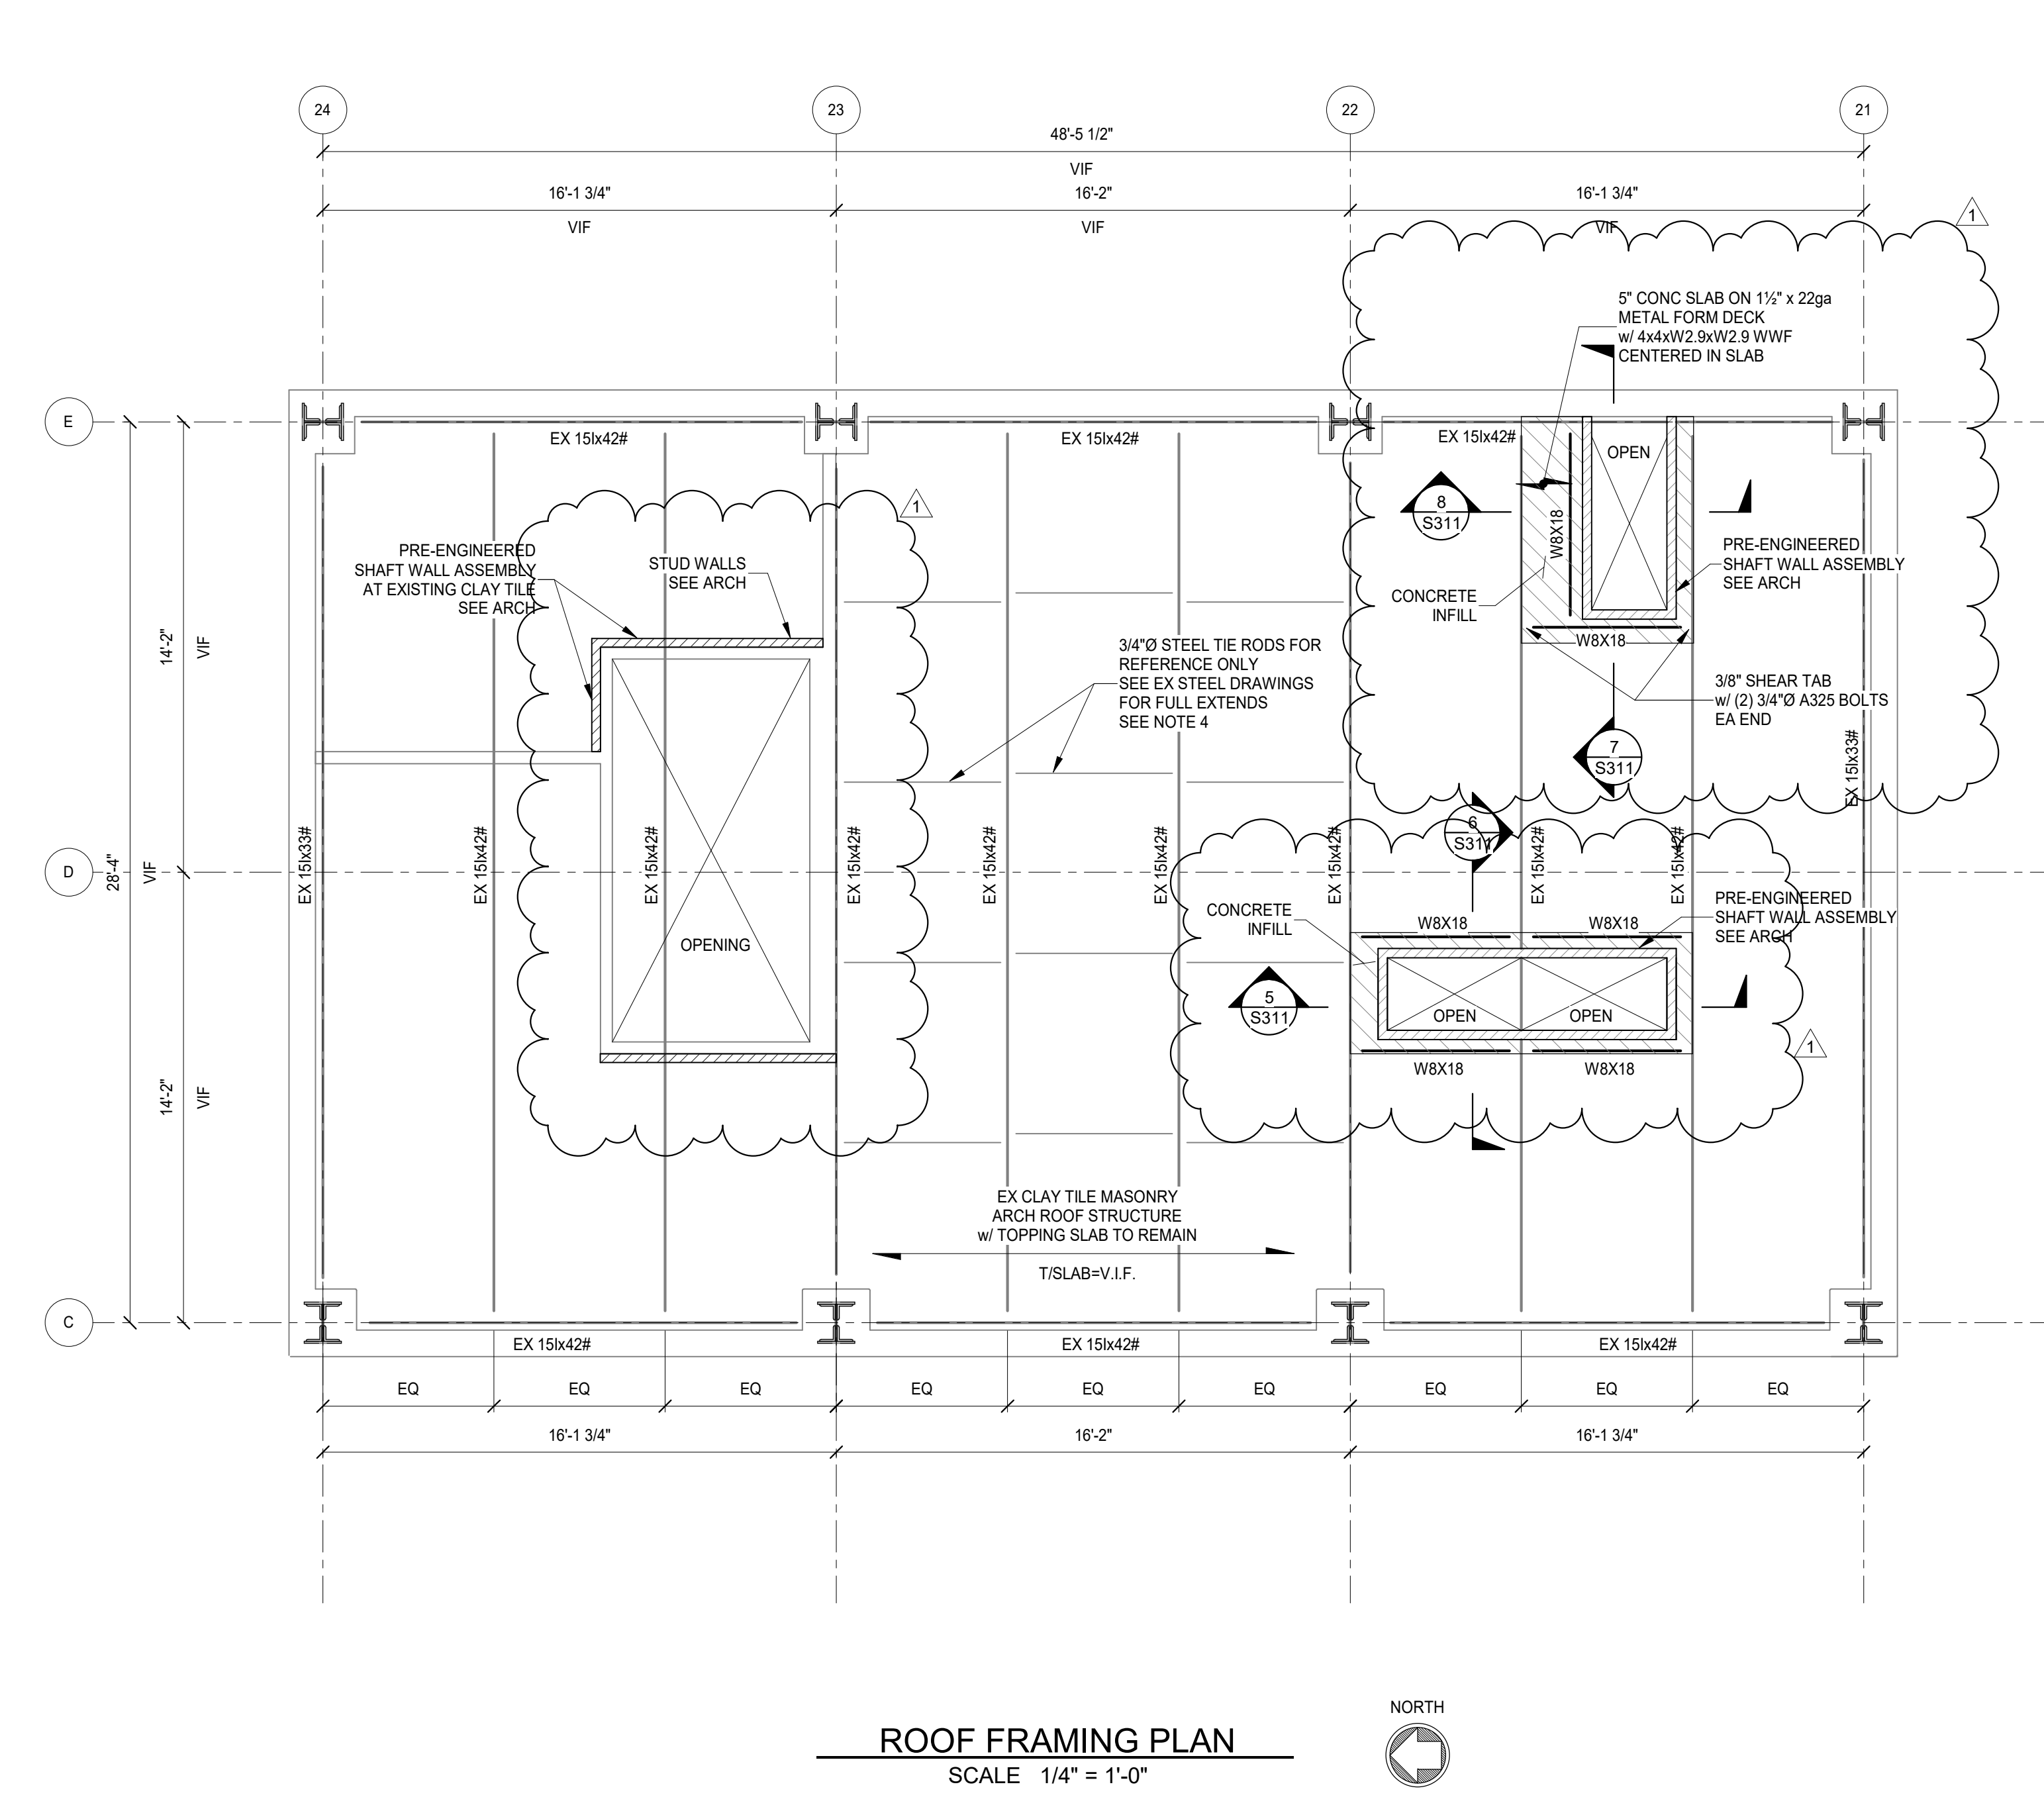 24
23
22
21
48'-5 1/2"
VIF
16'-1 3/4"
16'-2"
16'-1 3/4"
VIF
VIF
VIF
1
5" CONC SLAB ON 1½" x 22ga
METAL FORM DECK
w/ 4x4xW2.9xW2.9 WWF
CENTERED IN SLAB
E
EX 15Ix42#
EX 15Ix42#
EX 15Ix42#
OPEN
8
S311
W8X18
1
PRE-ENGINEERED
SHAFT WALL ASSEMBLY
AT EXISTING CLAY TILE
SEE ARCH
STUD WALLS
SEE ARCH
PRE-ENGINEERED
SHAFT WALL ASSEMBLY
SEE ARCH
CONCRETE
INFILL
W8X18
14'-2"
VIF
3/4"Ø STEEL TIE RODS FOR
REFERENCE ONLY
SEE EX STEEL DRAWINGS
FOR FULL EXTENDS
SEE NOTE 4
3/8" SHEAR TAB
w/ (2) 3/4"Ø A325 BOLTS
EA END
7
S311
EX 15Ix33#
6
S311
D
28'-4"
VIF
EX 15Ix33#
EX 15Ix42#
EX 15Ix42#
EX 15Ix42#
EX 15Ix42#
EX 15Ix42#
EX 15Ix42#
EX 15Ix42#
EX 15Ix42#
PRE-ENGINEERED
SHAFT WALL ASSEMBLY
SEE ARCH
CONCRETE
INFILL
W8X18
W8X18
OPENING
5
S311
OPEN
OPEN
1
W8X18
W8X18
14'-2"
VIF
EX CLAY TILE MASONRY
ARCH ROOF STRUCTURE
w/ TOPPING SLAB TO REMAIN
T/SLAB=V.I.F.
C
EX 15Ix42#
EX 15Ix42#
EX 15Ix42#
EQ
EQ
EQ
EQ
EQ
EQ
EQ
EQ
EQ
16'-1 3/4"
16'-2"
16'-1 3/4"
NORTH
ROOF FRAMING PLAN
SCALE 1/4" = 1'-0"